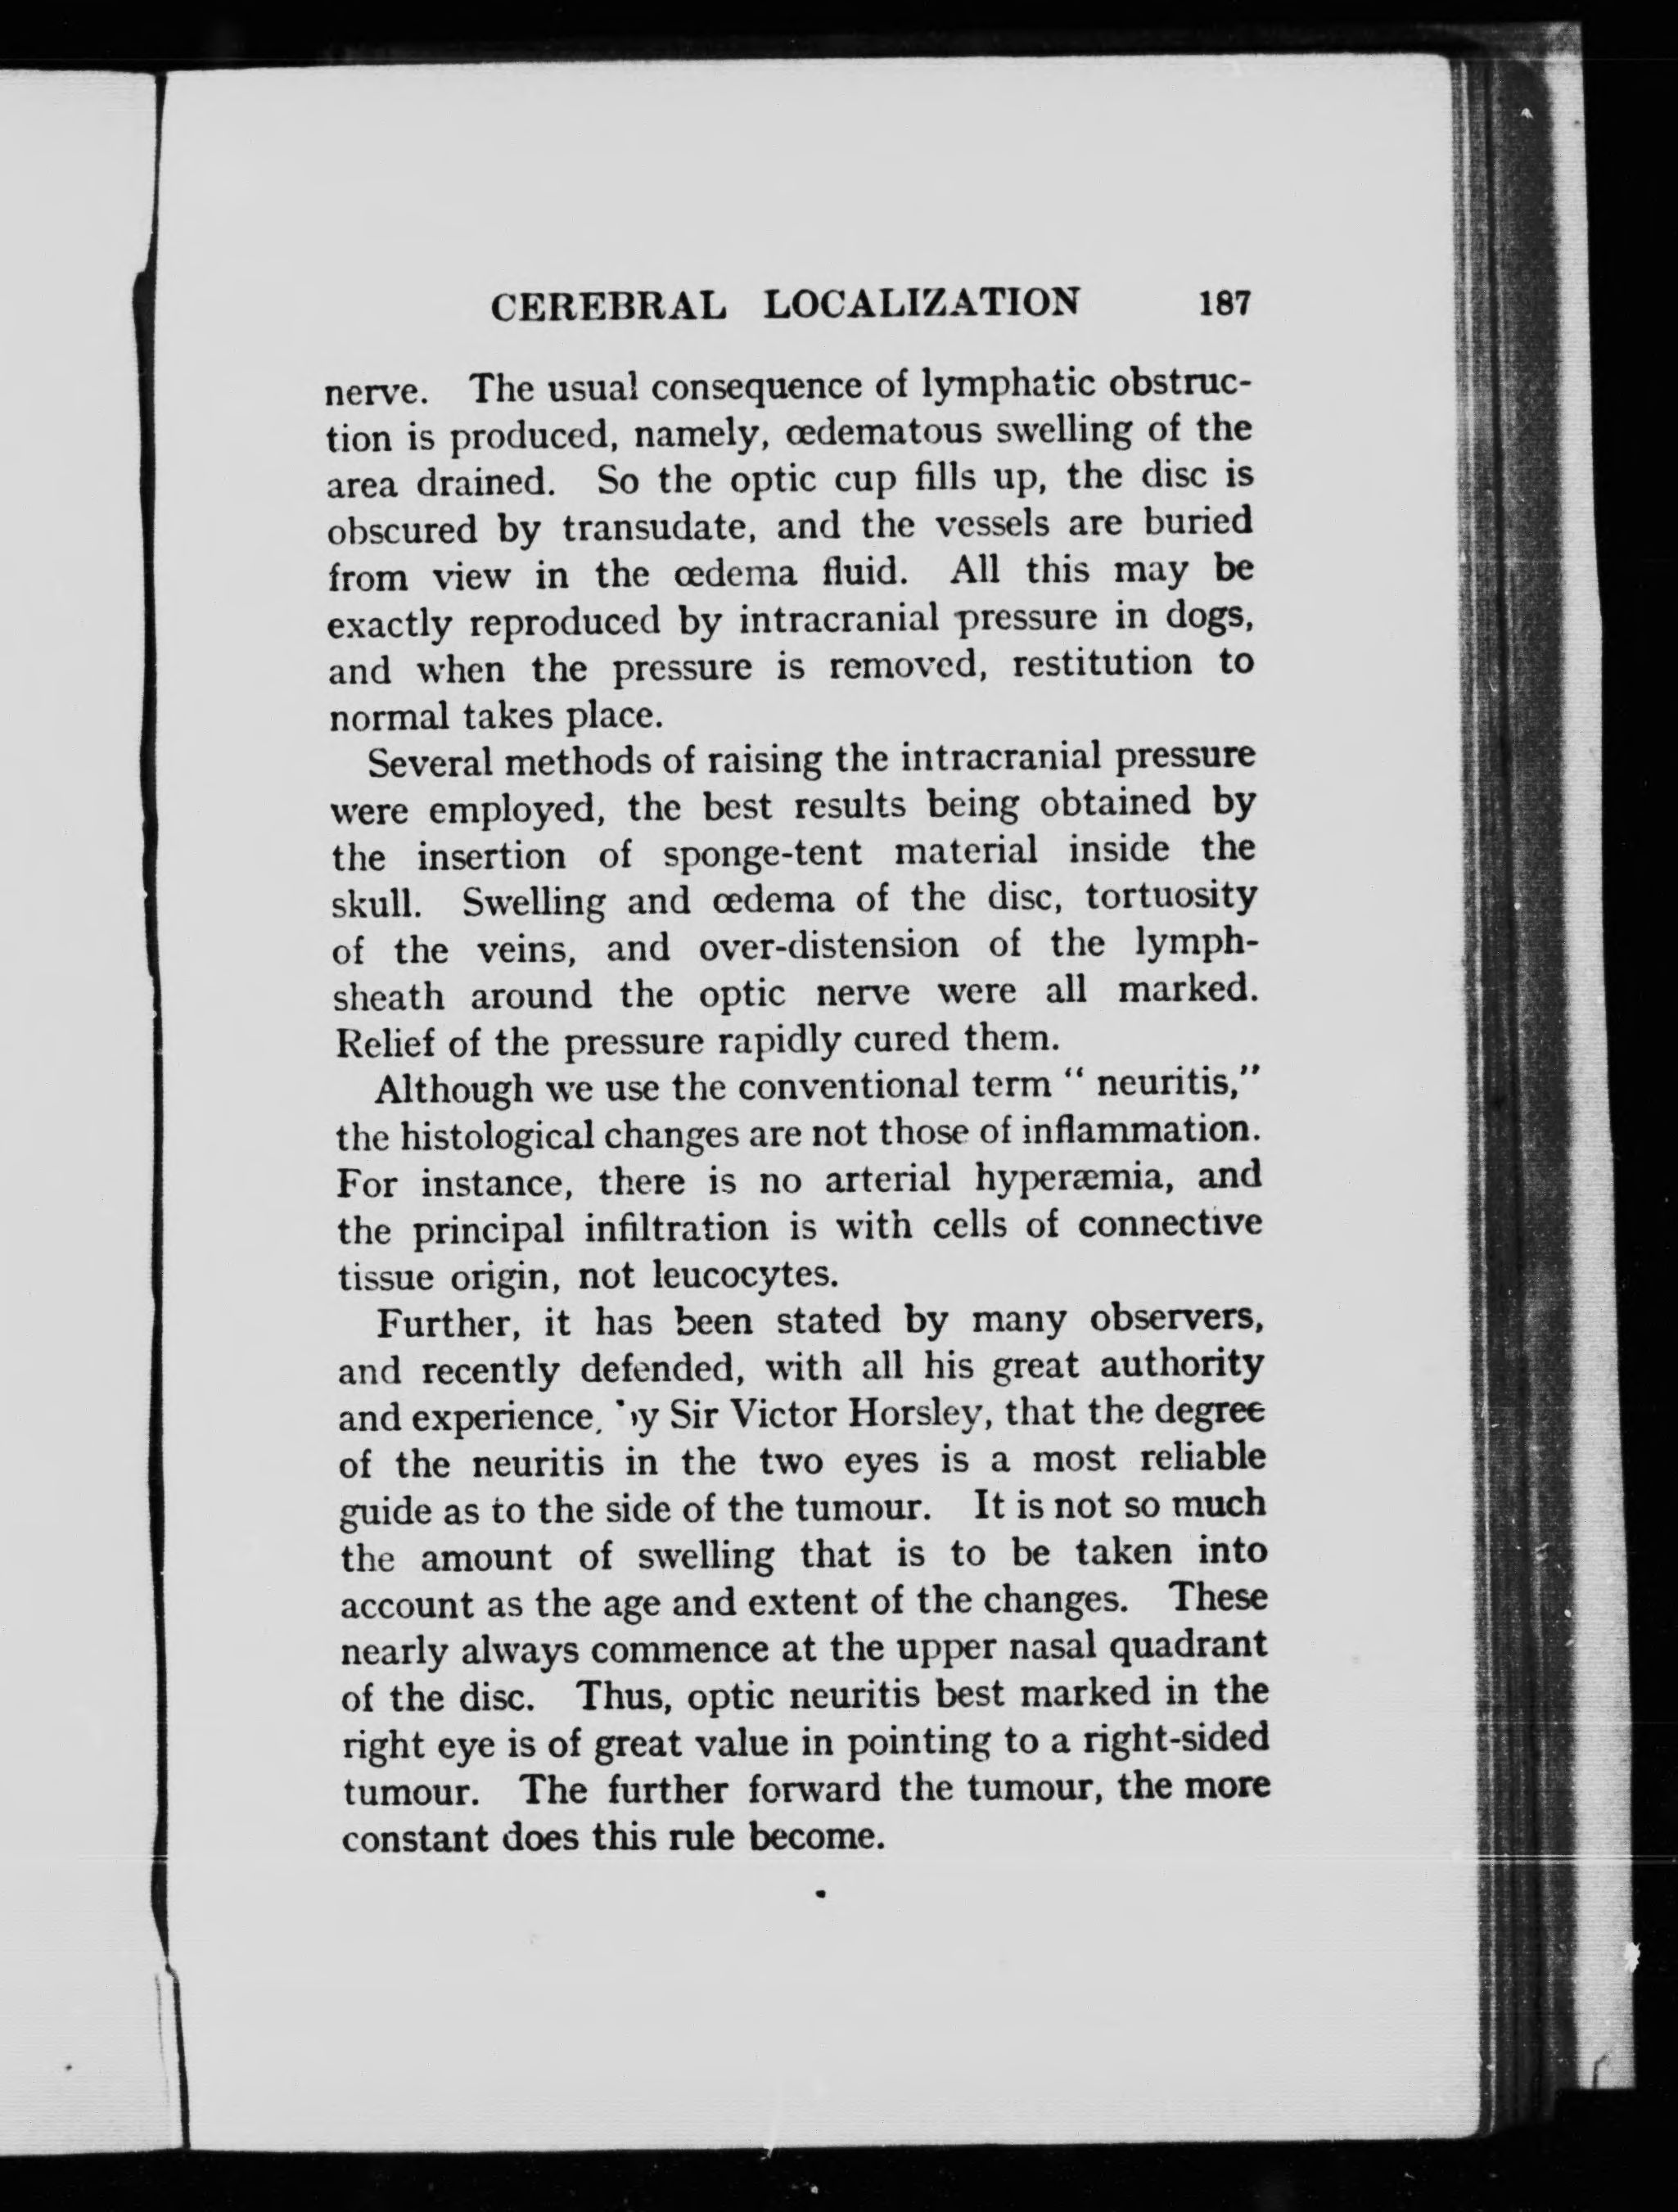 CEREBRAL LOCALIZATION 187
nerve. The usual consequence of lymphatic obstruc-
tion is produced, namely, œdematous swelling of the
area drained. So the optic cup fills up, the disc is
obscured by transudate, and the vessels are buried
from view in the œdema fluid. All this may be
exactly reproduced by intracranial pressure in dogs,
and when the pressure is removed, restitution to
normal takes place.
Several methods of raising the intracranial pressure
were employed, the best results being obtained by
the insertion of sponge-tent material inside the
skull. Swelling and œdema of the disc, tortuosity
of the veins, and over-distension of the lymph-
sheath around the optic nerve were all marked.
Relief of the pressure rapidly cured them.
Although we use the conventional term “ neuritis,”
the histological changes are not those of inflammation.
For instance, there is no arterial hyperæmia, and
the principal infiltration is with cells of connective
tissue origin, not leucocytes.
Further, it has been stated by many observers,
and recently defended, with all his great authority
and experience, by Sir Victor Horsley, that the degree
of the neuritis in the two eyes is a most reliable
guide as to the side of the tumour. It is not so much
the amount of swelling that is to be taken into
account as the age and extent of the changes. These
nearly always commence at the upper nasal quadrant
of the disc. Thus, optic neuritis best marked in the
right eye is of great value in pointing to a right-sided
tumour. The further forward the tumour, the more
constant does this rule become.